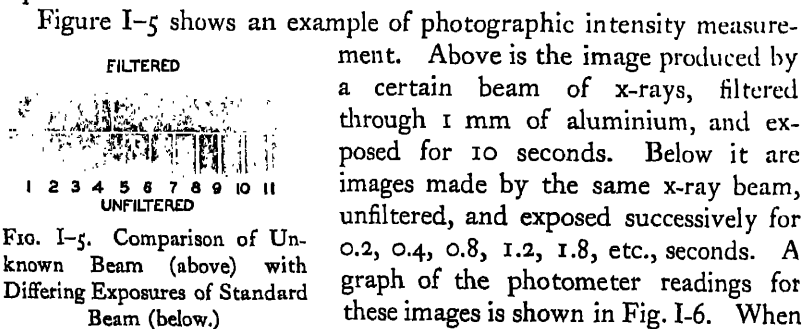 Figure I-5 shows an example of photographic intensity measure-
ment. Above is the image produced by
a certain beam of x-rays, filtered
through 1 mm of aluminium, and ex-
posed for 10 seconds. Below it are
images made by the same x-ray beam,
unfiltered, and exposed successively for
0.2, 0.4, 0.8, 1.2, 1.8, etc., seconds. A
graph of the photometer readings for
these images is shown in Fig. I-6. When
FILTERED
1 2 3 4 5 6 7 8 9 10 11
UNFILTERED
Fig. I-5. Comparison of Un-
known Beam (above) with
Differing Exposures of Standard
Beam (below.)